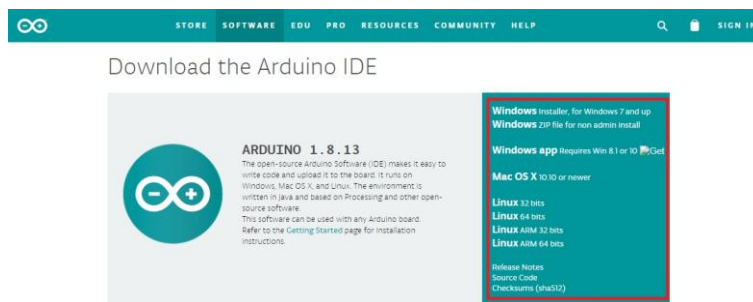 STORE SOFTWARE EDU PRO RESOURCES COMMUNITY HELP SIGN IN
Download the Arduino IDE
ARDUINO 1.8.13
The open-source Arduino Software (IDE) makes it easy to
write code and upload it to the board. It runs on
Windows, Mac OS X, and Linux. The environment is
written in Java and based on Processing and other open-
source software.
This software can be used with any Arduino board.
Refer to the Getting Started page for Installation
instructions.
Windows Installer, for Windows 7 and up
Windows ZIP file for non admin install
Windows app Requires Win 8.1 or 10 Get
Mac OS X 10.10 or newer
Linux 32 bits
Linux 64 bits
Linux ARM 32 bits
Linux ARM 64 bits
Release Notes
Source Code
Checksums (sha512)